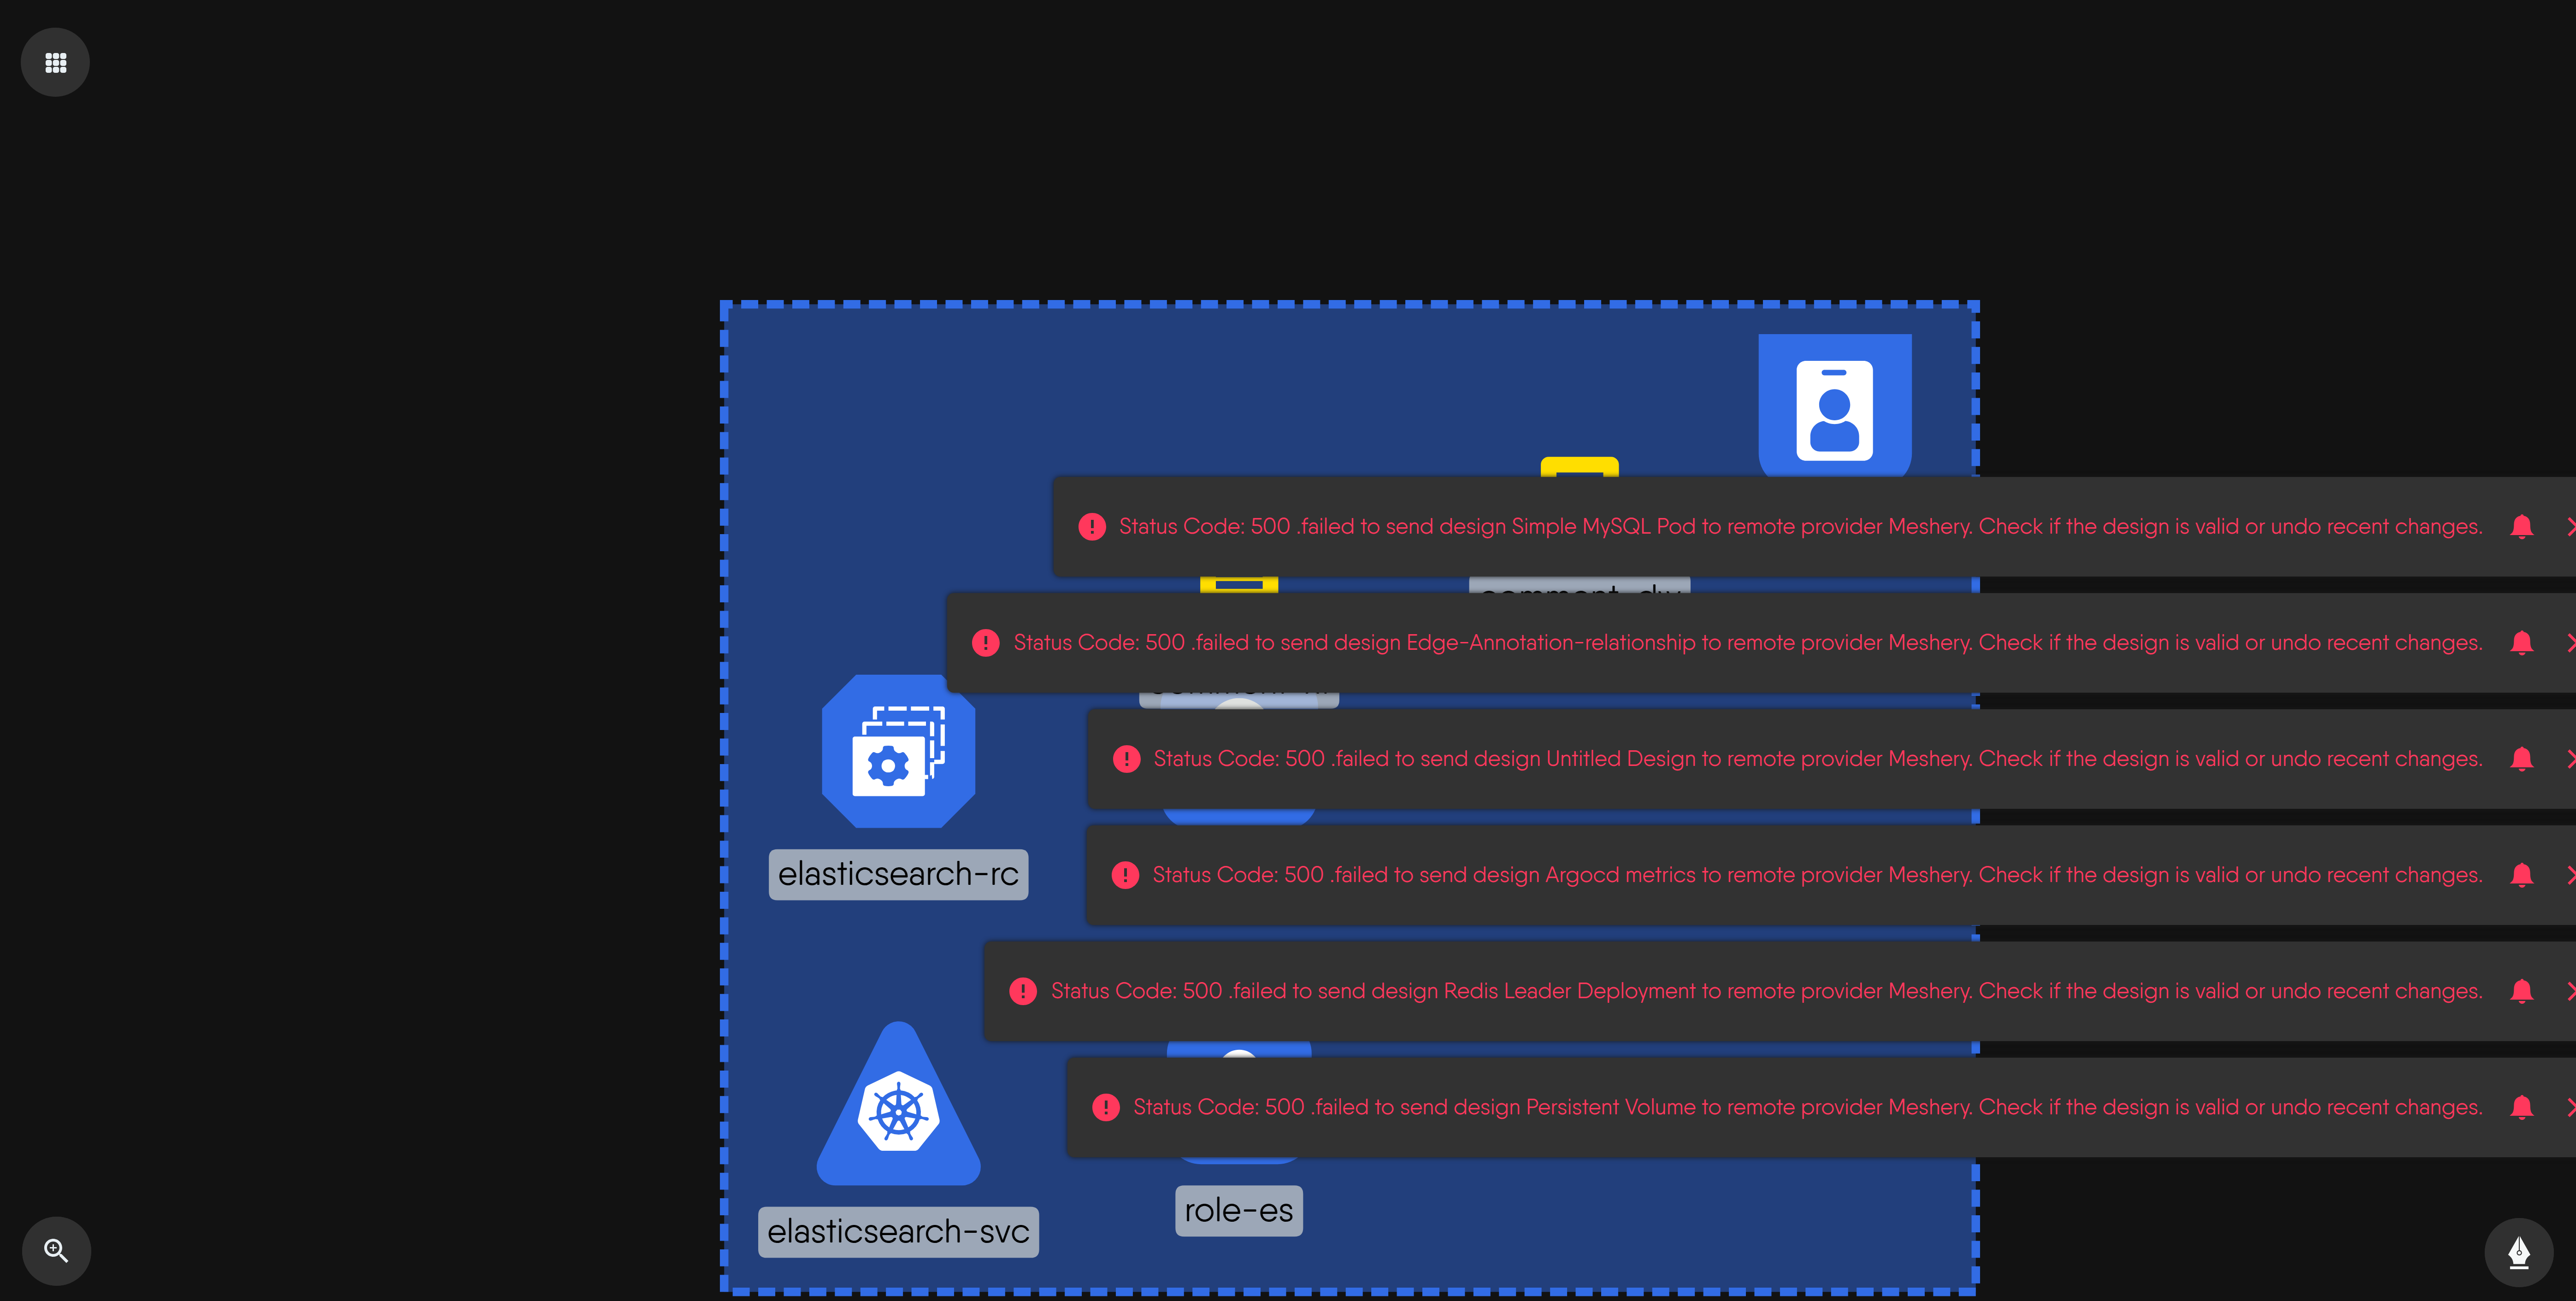 Status Code: 500 .failed to send design Simple MySQL Pod to remote provider Meshery. Check if the design is valid or undo recent changes.
Status Code: 500 .failed to send design Edge-Annotation-relationship to remote provider Meshery. Check if the design is valid or undo recent changes.
Status Code: 500 .failed to send design Untitled Design to remote provider Meshery. Check if the design is valid or undo recent changes.
elasticsearch-rc
Status Code: 500 .failed to send design Argocd metrics to remote provider Meshery. Check if the design is valid or undo recent changes.
Status Code: 500 .failed to send design Redis Leader Deployment to remote provider Meshery. Check if the design is valid or undo recent changes.
Status Code: 500 .failed to send design Persistent Volume to remote provider Meshery. Check if the design is valid or undo recent changes.
role-es
elasticsearch-svc